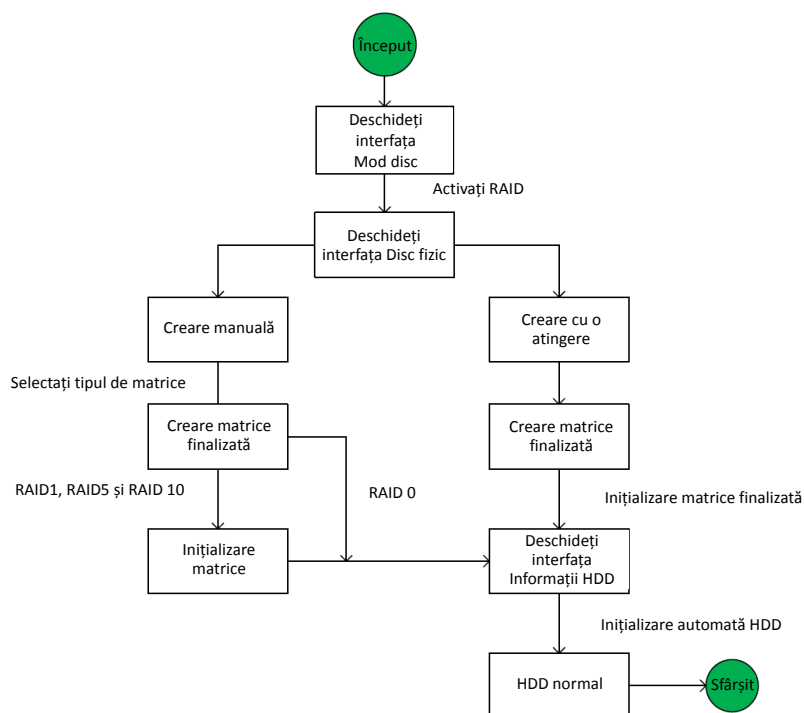 Început
Deschideți
interfața
Mod disc
Activați RAID
Deschideți
interfața Disc fizic
Creare manuală
Creare cu o
atingere
Selectați tipul de matrice
Creare matrice
finalizată
Creare matrice
finalizată
RAID1, RAID5 și RAID 10
RAID 0
Inițializare matrice finalizată
Inițializare
matrice
Deschideți
interfața
Informații HDD
Inițializare automată HDD
HDD normal
Sfârșit